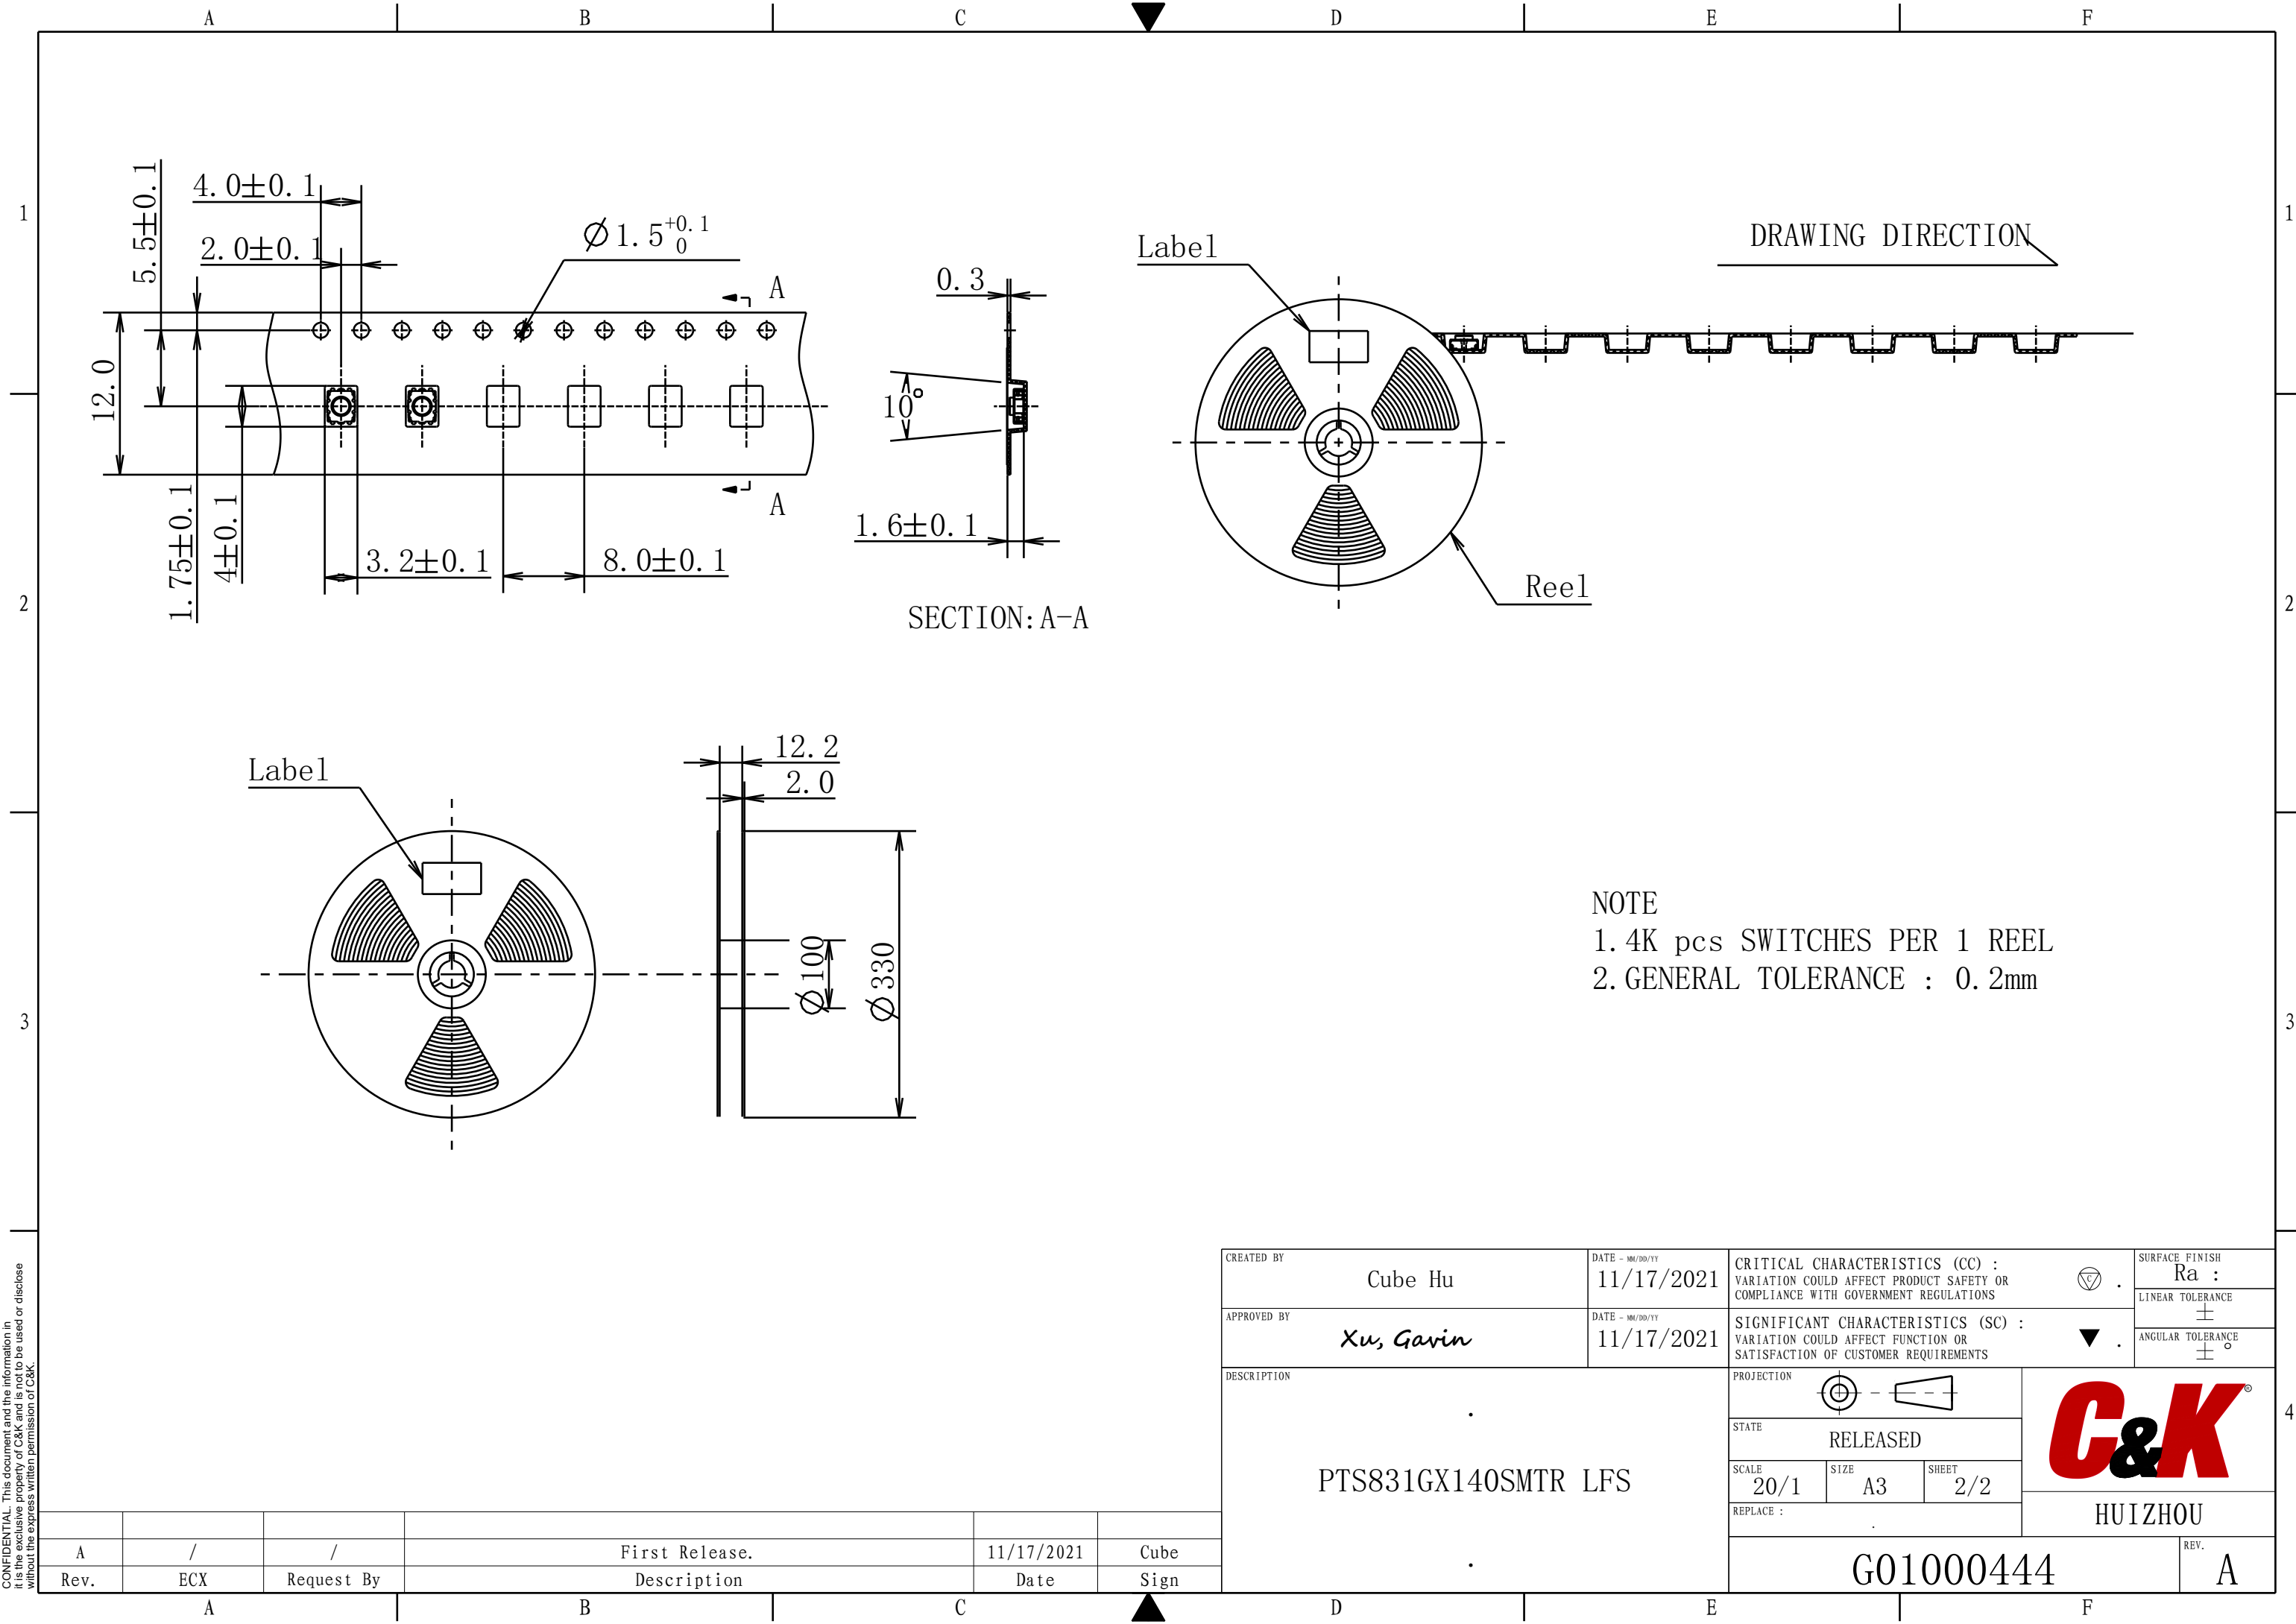 A B C D E F
1
4.0±0.1
5.5±0.1
2.0±0.1
Ø1.5 +0.1 0
A
12.0
1.75±0.1
4±0.1
3.2±0.1
8.0±0.1
A
0.3
10°
1.6±0.1
SECTION:A-A
Label
DRAWING DIRECTION
Reel
1
2
2
Label
12.2
2.0
Ø100
Ø330
NOTE
1.4K pcs SWITCHES PER 1 REEL
2.GENERAL TOLERANCE : 0.2mm
3
3
4
CONFIDENTIAL. This document and the information in
it is the exclusive property of C&K and is not to be used or disclose
without the express written permission of C&K.
CREATED BY
Cube Hu
DATE - MM/DD/YY
11/17/2021
APPROVED BY
Xu, Gavin
DATE - MM/DD/YY
11/17/2021
CRITICAL CHARACTERISTICS (CC) :
VARIATION COULD AFFECT PRODUCT SAFETY OR
COMPLIANCE WITH GOVERNMENT REGULATIONS
C .
SIGNIFICANT CHARACTERISTICS (SC) :
VARIATION COULD AFFECT FUNCTION OR
SATISFACTION OF CUSTOMER REQUIREMENTS
.
SURFACE FINISH
Ra :
LINEAR TOLERANCE
±
ANGULAR TOLERANCE
± °
DESCRIPTION
.
PTS831GX140SMTR LFS
.
PROJECTION
STATE
RELEASED
SCALE
20/1
SIZE
A3
SHEET
2/2
REPLACE :
.
C&K®
HUIZHOU
G01000444
REV.
A
A / / First Release. 11/17/2021 Cube
Rev. ECX Request By Description Date Sign
A B C D E F